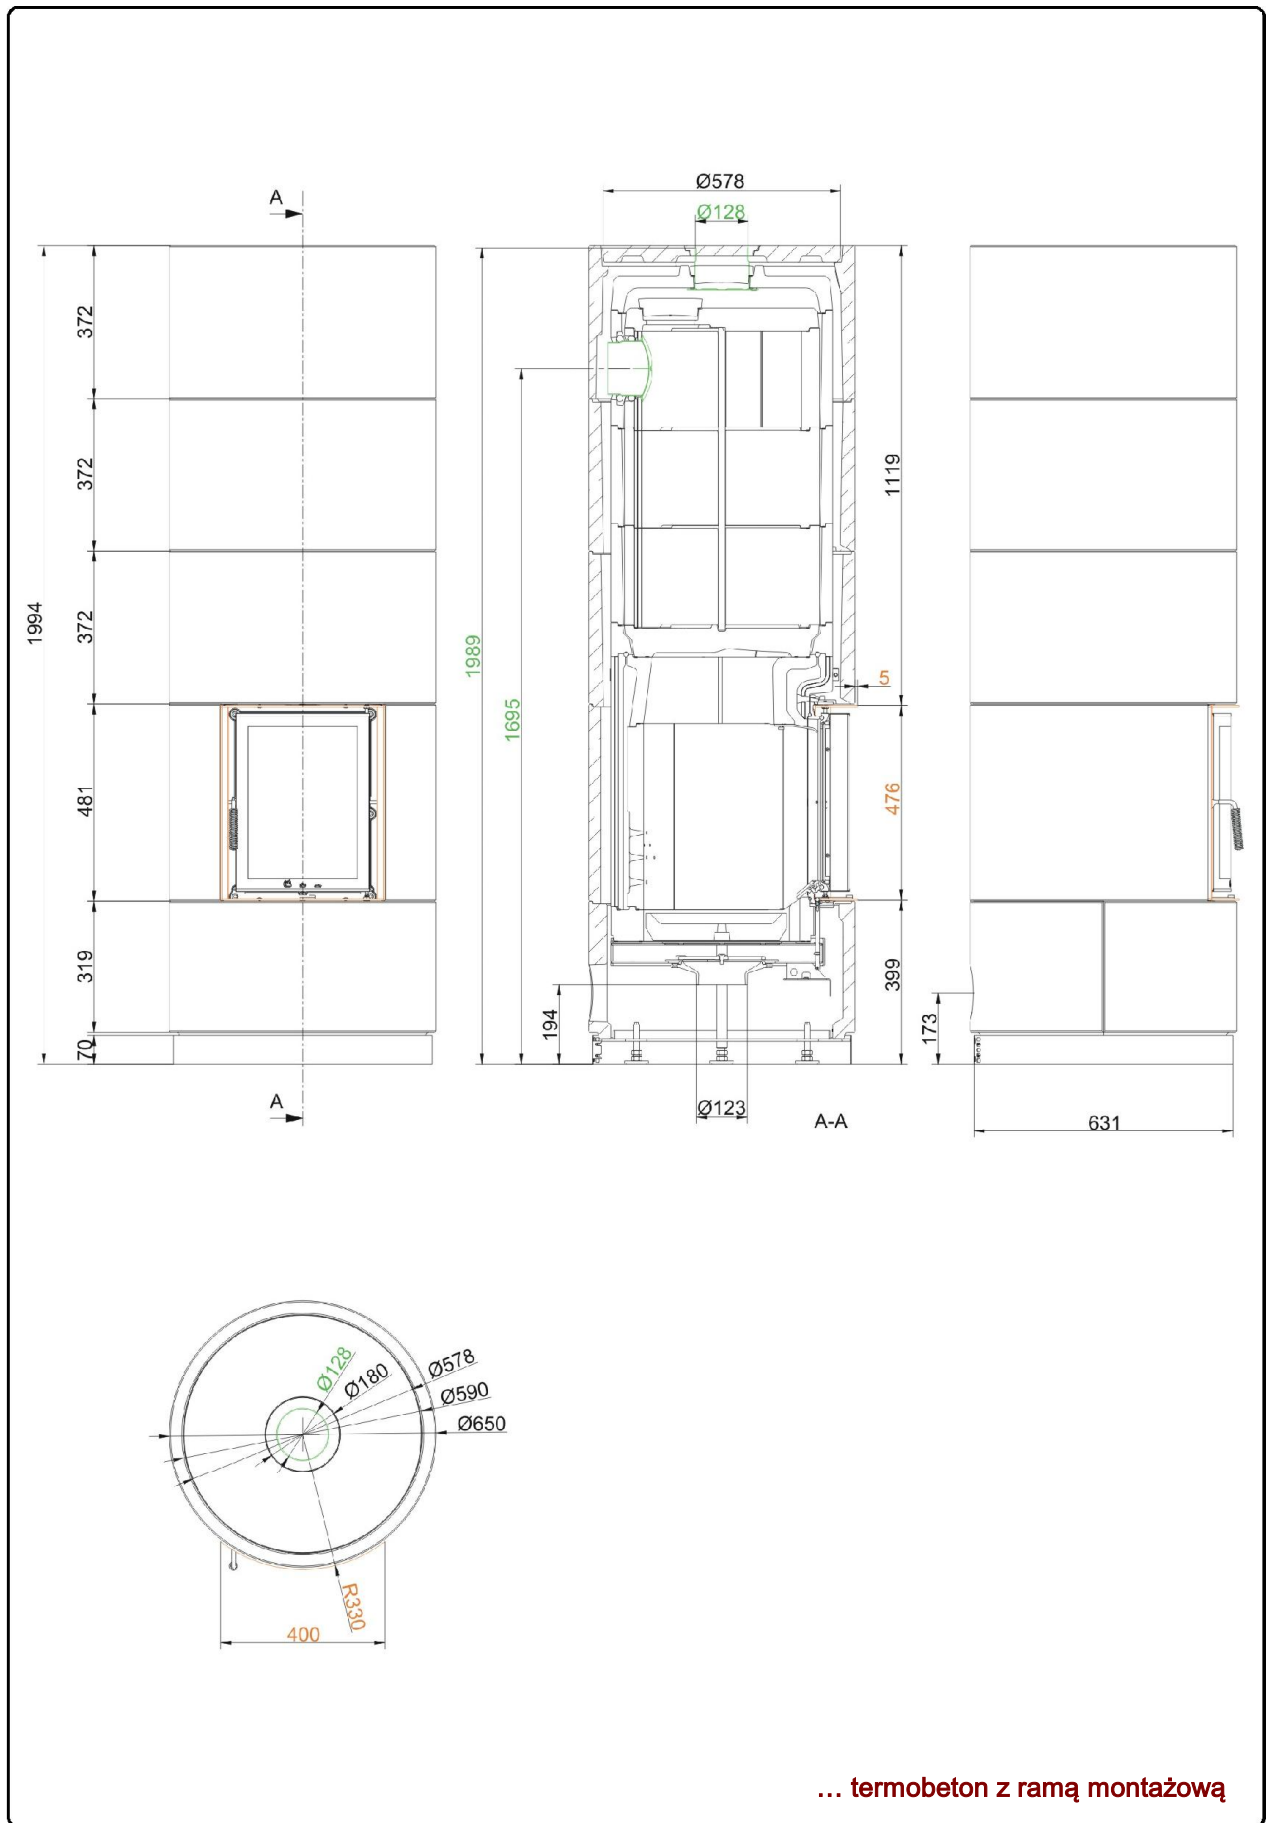 A
1994
372
372
372
481
319
70
A
Ø578
Ø128
1989
1695
1119
5
476
399
194
Ø123
A-A
173
631
Ø128
Ø180
Ø578
Ø590
Ø650
R330
400
... termobeton z ramą montażową